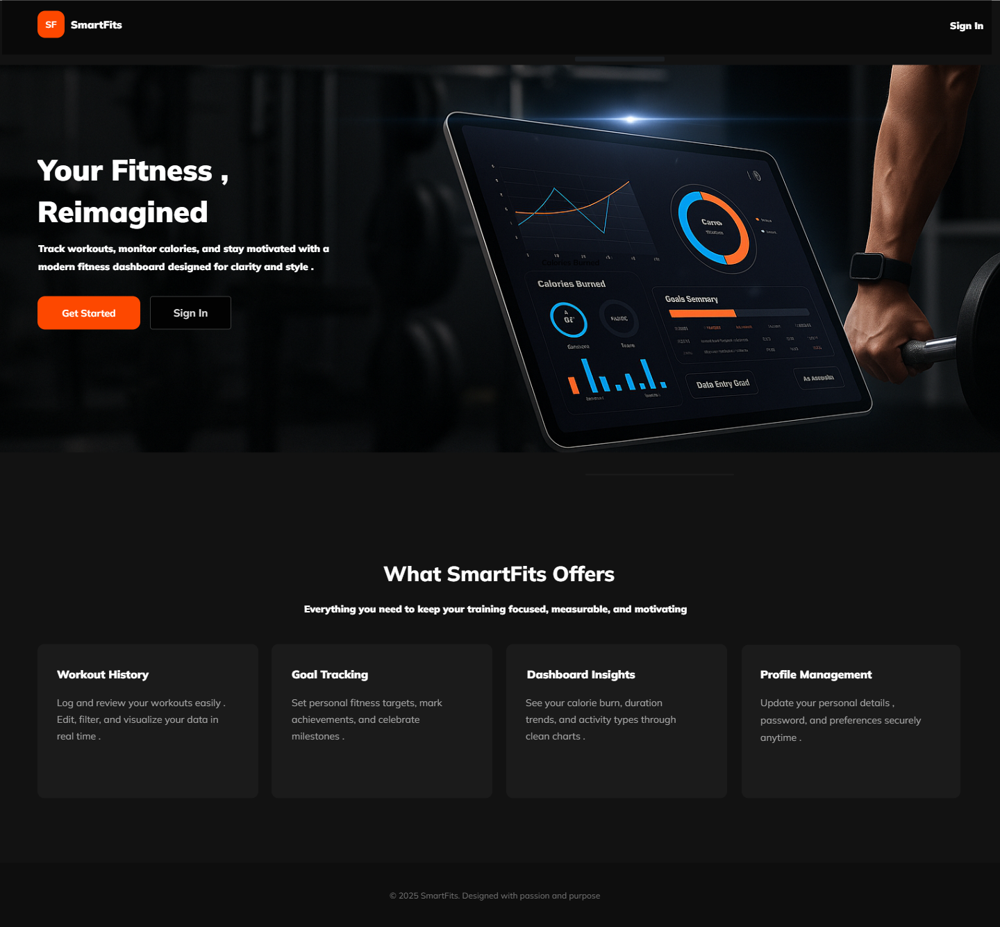 SF SmartFits
Sign In
Your Fitness ,
Reimagined
Track workouts, monitor calories, and stay motivated with a
modern fitness dashboard designed for clarity and style .
Get Started
Sign In
Calories Burned
Calories Burned
Goals Semnary
Data Entry Grad
What SmartFits Offers
Everything you need to keep your training focused, measurable, and motivating
Workout History
Log and review your workouts easily .
Edit, filter, and visualize your data in
real time .
Goal Tracking
Set personal fitness targets, mark
achievements, and celebrate
milestones .
Dashboard Insights
See your calorie burn, duration
trends, and activity types through
clean charts .
Profile Management
Update your personal details ,
password, and preferences securely
anytime .
© 2025 SmartFits. Designed with passion and purpose